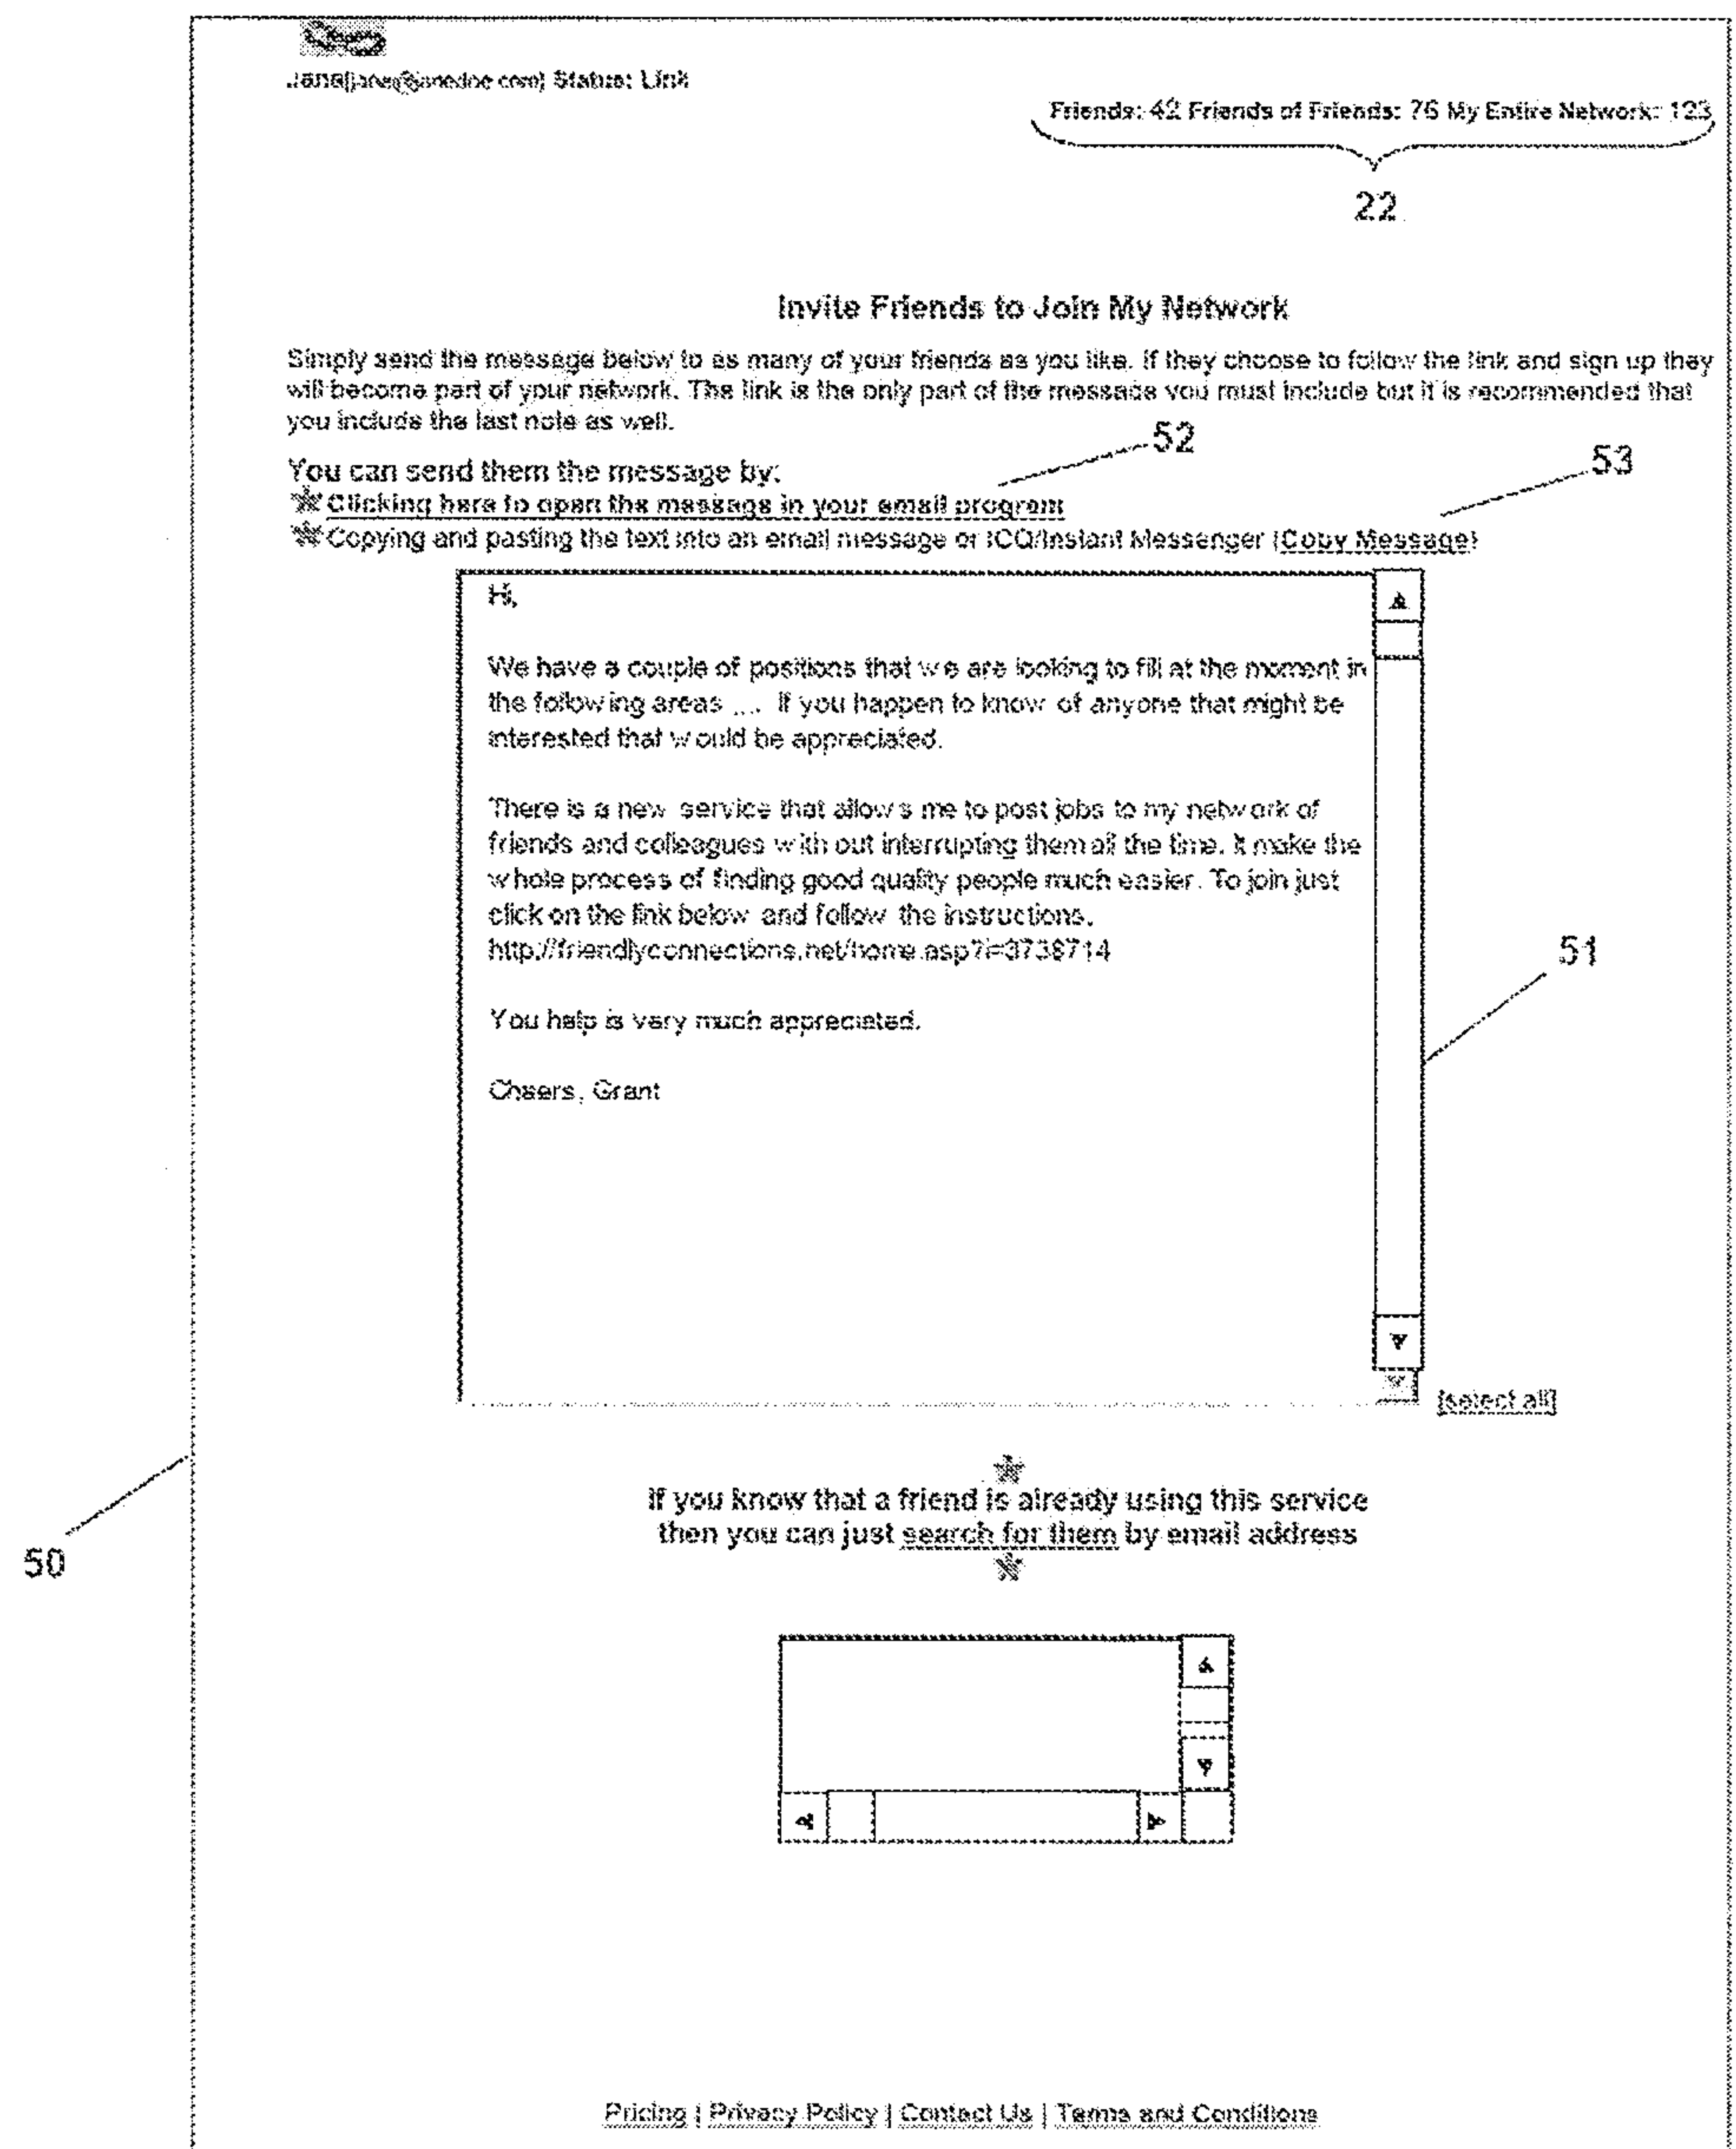 Jane(jane@janedoe.com) Status: Link
Friends: 42 Friends of Friends: 76 My Entire Network: 123
22
Invite Friends to Join My Network
Simply send the message below to as many of your friends as you like. If they choose to follow the link and sign up they
will become part of your network. The link is the only part of the message you must include but it is recommended that
you include the last note as well.
52
You can send them the message by:
53
Clicking here to open the message in your email program
Copying and pasting the text into an email message or ICQ/Instant Messenger (Copy Message)
Hi,
We have a couple of positions that we are looking to fill at the moment in
the following areas .... If you happen to know of anyone that might be
interested that would be appreciated.
There is a new service that allows me to post jobs to my network of
friends and colleagues with out interrupting them all the time. It make the
whole process of finding good quality people much easier. To join just
click on the link below and follow the instructions.
http://friendlyconnections.net/home.asp?i=3738714
51
You help is very much appreciated.
Cheers, Grant
[select all]
If you know that a friend is already using this service
then you can just search for them by email address
50
Pricing | Privacy Policy | Contact Us | Terms and Conditions